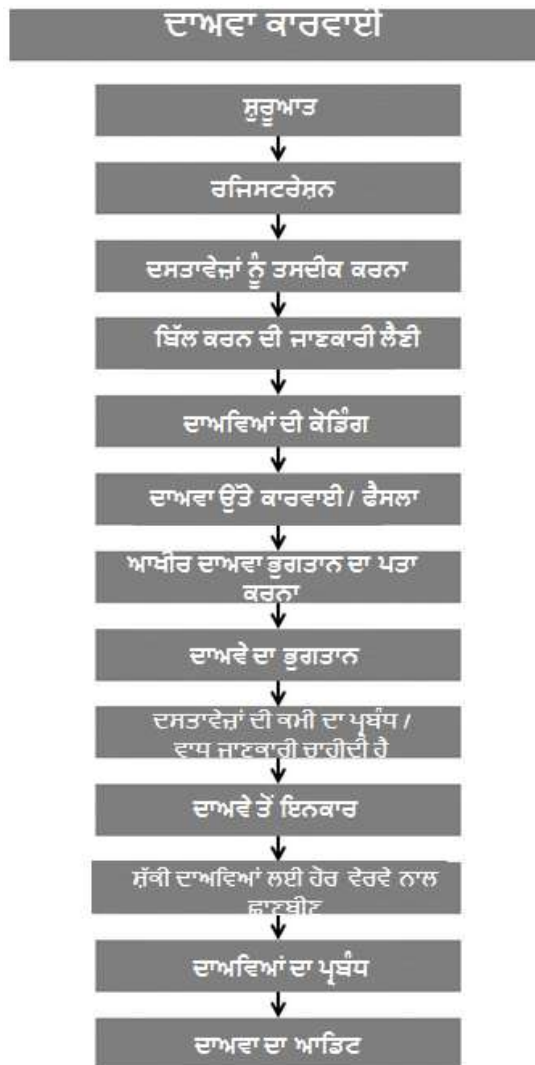 ਦਾਅਵਾ ਕਾਰਵਾਈ
ਸ਼ੁਰੂਆਤ
ਰਜਿਸਟਰੇਸ਼ਨ
ਦਸਤਾਵੇਜ਼ਾਂ ਨੂੰ ਤਸਦੀਕ ਕਰਨਾ
ਬਿੱਲ ਕਰਨ ਦੀ ਜਾਣਕਾਰੀ ਲੈਣੀ
ਦਾਅਵਿਆਂ ਦੀ ਕੋਡਿੰਗ
ਦਾਅਵਾ ਉੱਤੇ ਕਾਰਵਾਈ / ਫੈਸਲਾ
ਆਖੀਰ ਦਾਅਵਾ ਭੁਗਤਾਨ ਦਾ ਪਤਾ
ਕਰਨਾ
ਦਾਅਵੇ ਦਾ ਭੁਗਤਾਨ
ਦਸਤਾਵੇਜ਼ਾਂ ਦੀ ਕਮੀ ਦਾ ਪ੍ਰਬੰਧ /
ਵਾਧ ਜਾਣਕਾਰੀ ਚਾਹੀਦੀ ਹੈ
ਦਾਅਵੇ ਤੋਂ ਇਨਕਾਰ
ਸ਼ੱਕੀ ਦਾਅਵਿਆਂ ਲਈ ਹੋਰ ਵੇਰਵੇ ਨਾਲ
ਛਾਣਬੀਣ
ਦਾਅਵਿਆਂ ਦਾ ਪ੍ਰਬੰਧ
ਦਾਅਵਾ ਦਾ ਆਡਿਟ